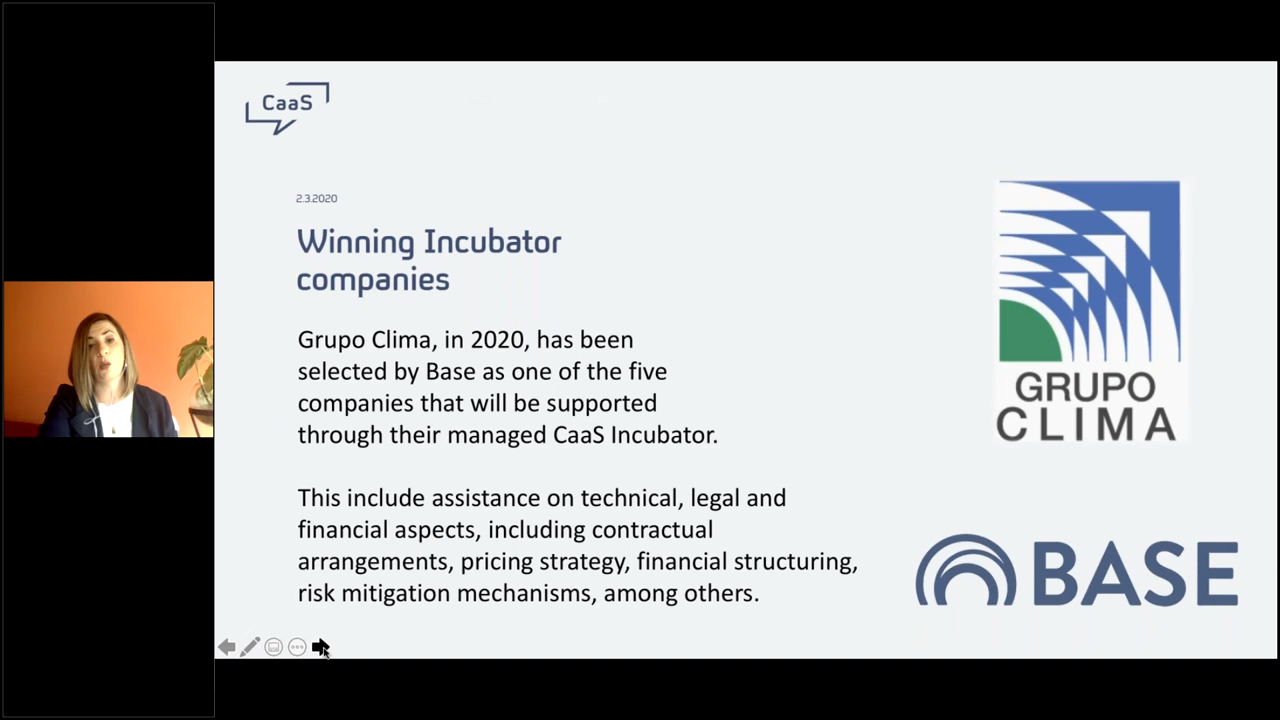 CaaS
2.3.2020
Winning Incubator
companies
Grupo Clima, in 2020, has been
selected by Base as one of the five
companies that will be supported
through their managed CaaS Incubator.
This include assistance on technical, legal and
financial aspects, including contractual
arrangements, pricing strategy, financial structuring,
risk mitigation mechanisms, among others.
GRUPO
CLIMA
BASE